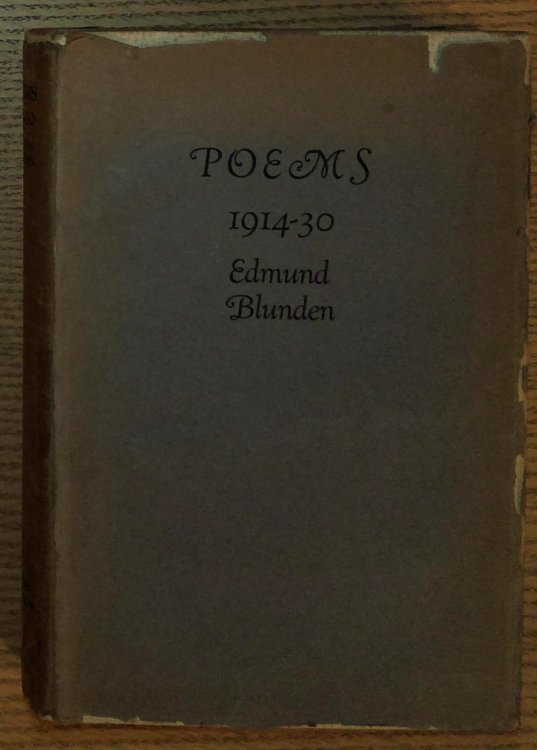 POEMS
1914-30
Edmund
Blunden